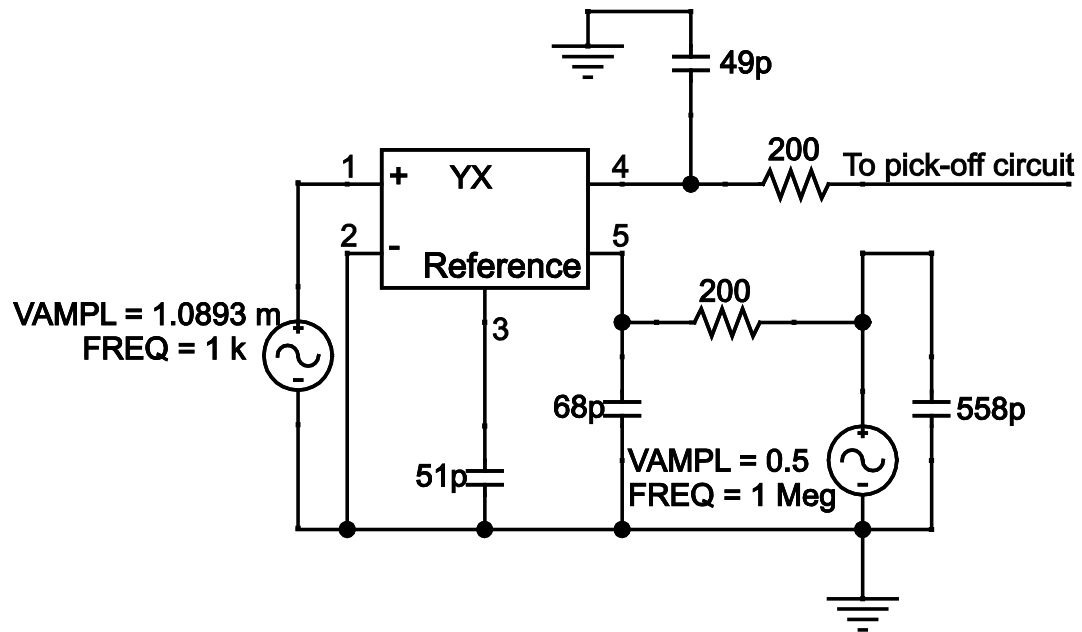 49p
200
To pick-off circuit
1
+
YX
4
2
-
5
Reference
200
VAMPL = 1.0893 m
FREQ = 1 k
+
-
3
68p
558p
51p
VAMPL = 0.5
FREQ = 1 Meg
+
-